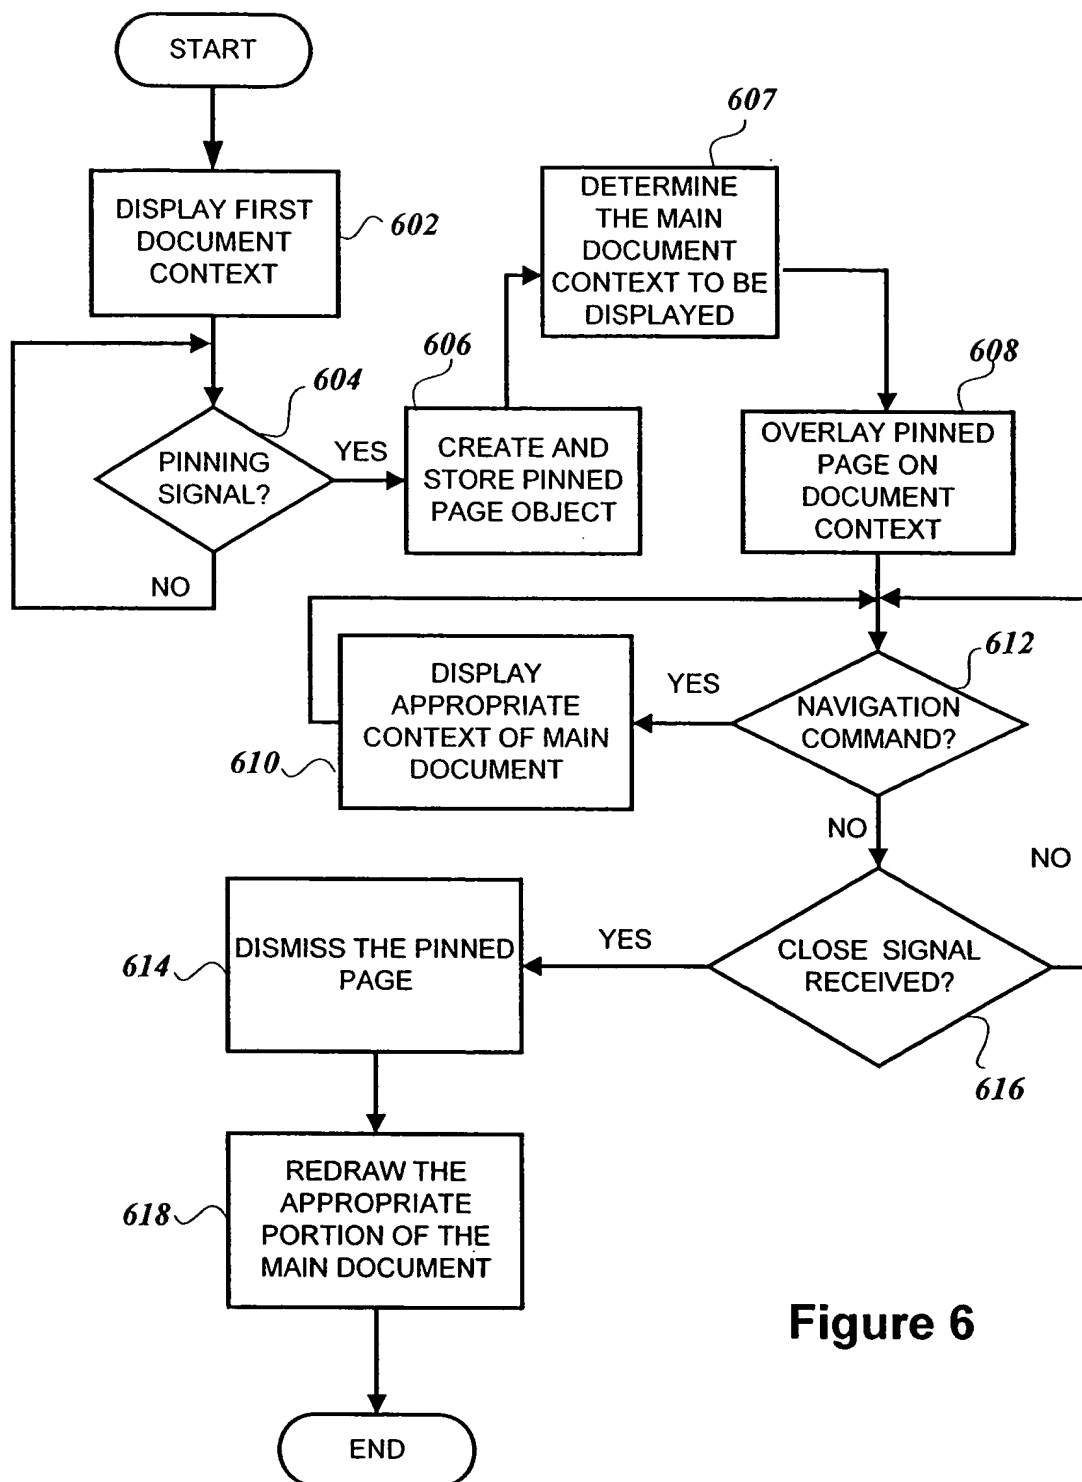 START
DISPLAY FIRST
DOCUMENT
CONTEXT
602
PINNING
SIGNAL?
604
YES
NO
CREATE AND
STORE PINNED
PAGE OBJECT
606
DETERMINE
THE MAIN
DOCUMENT
CONTEXT TO BE
DISPLAYED
607
OVERLAY PINNED
PAGE ON
DOCUMENT
CONTEXT
608
NAVIGATION
COMMAND?
612
YES
DISPLAY
APPROPRIATE
CONTEXT OF MAIN
DOCUMENT
610
NO
CLOSE SIGNAL
RECEIVED?
616
NO
YES
DISMISS THE PINNED
PAGE
614
REDRAW THE
APPROPRIATE
PORTION OF THE
MAIN DOCUMENT
618
END
Figure 6